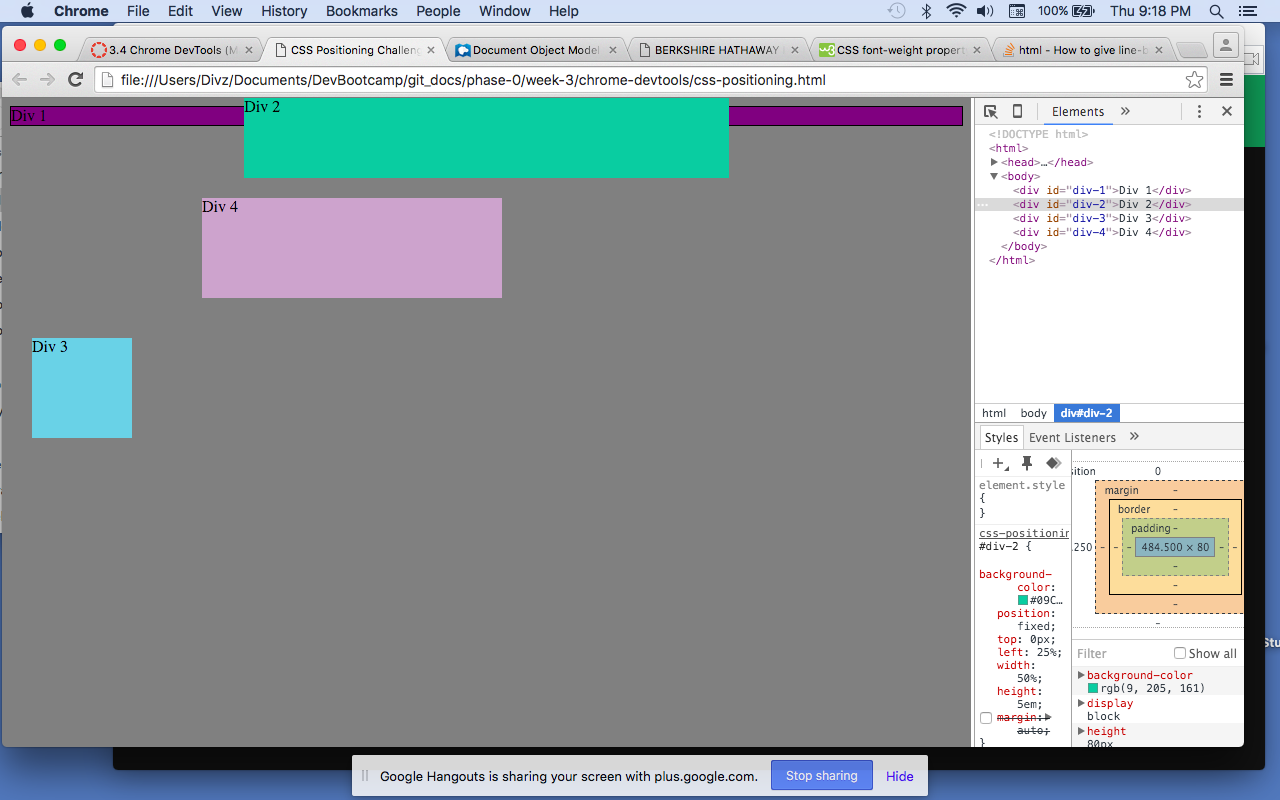 Chrome File Edit View History Bookmarks People Window Help 100% Thu 9:18 PM
3.4 Chrome DevTools (M CSS Positioning Challeng Document Object Model BERKSHIRE HATHAWAY CSS font-weight propert html - How to give line-b
file:///Users/Divz/Documents/DevBootcamp/git_docs/phase-0/week-3/chrome-devtools/css-positioning.html
Div 1
Div 2
Div 4
Div 3
Elements
<!DOCTYPE html>
<html>
<head>…</head>
<body>
<div id="div-1">Div 1</div>
<div id="div-2">Div 2</div>
<div id="div-3">Div 3</div>
<div id="div-4">Div 4</div>
</body>
</html>
html body div#div-2
Styles Event Listeners
element.style
{
}
css-positionin
#div-2 {
background-
color:
#09C…
position:
fixed;
top: 0px;
left: 25%;
width:
50%;
height:
5em;
margin:
auto;
}
sition 0
margin -
border -
padding -
.250 - - - 484.500 × 80 - -
-
-
-
-
Filter Show all
background-color
rgb(9, 205, 161)
display
block
height
80px
Google Hangouts is sharing your screen with plus.google.com. Stop sharing Hide